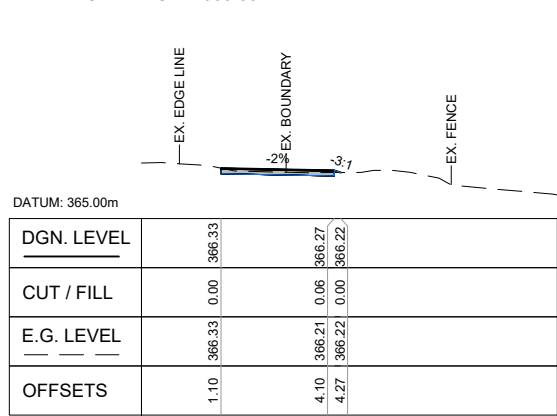 EX. EDGE LINE
EX. BOUNDARY
EX. FENCE
-2%
-3:1
DATUM: 365.00m
DGN. LEVEL 366.33 366.27 366.22
CUT / FILL 0.00 0.06 0.00
E.G. LEVEL 366.33 366.21 366.22
OFFSETS 1.10 4.10 4.27